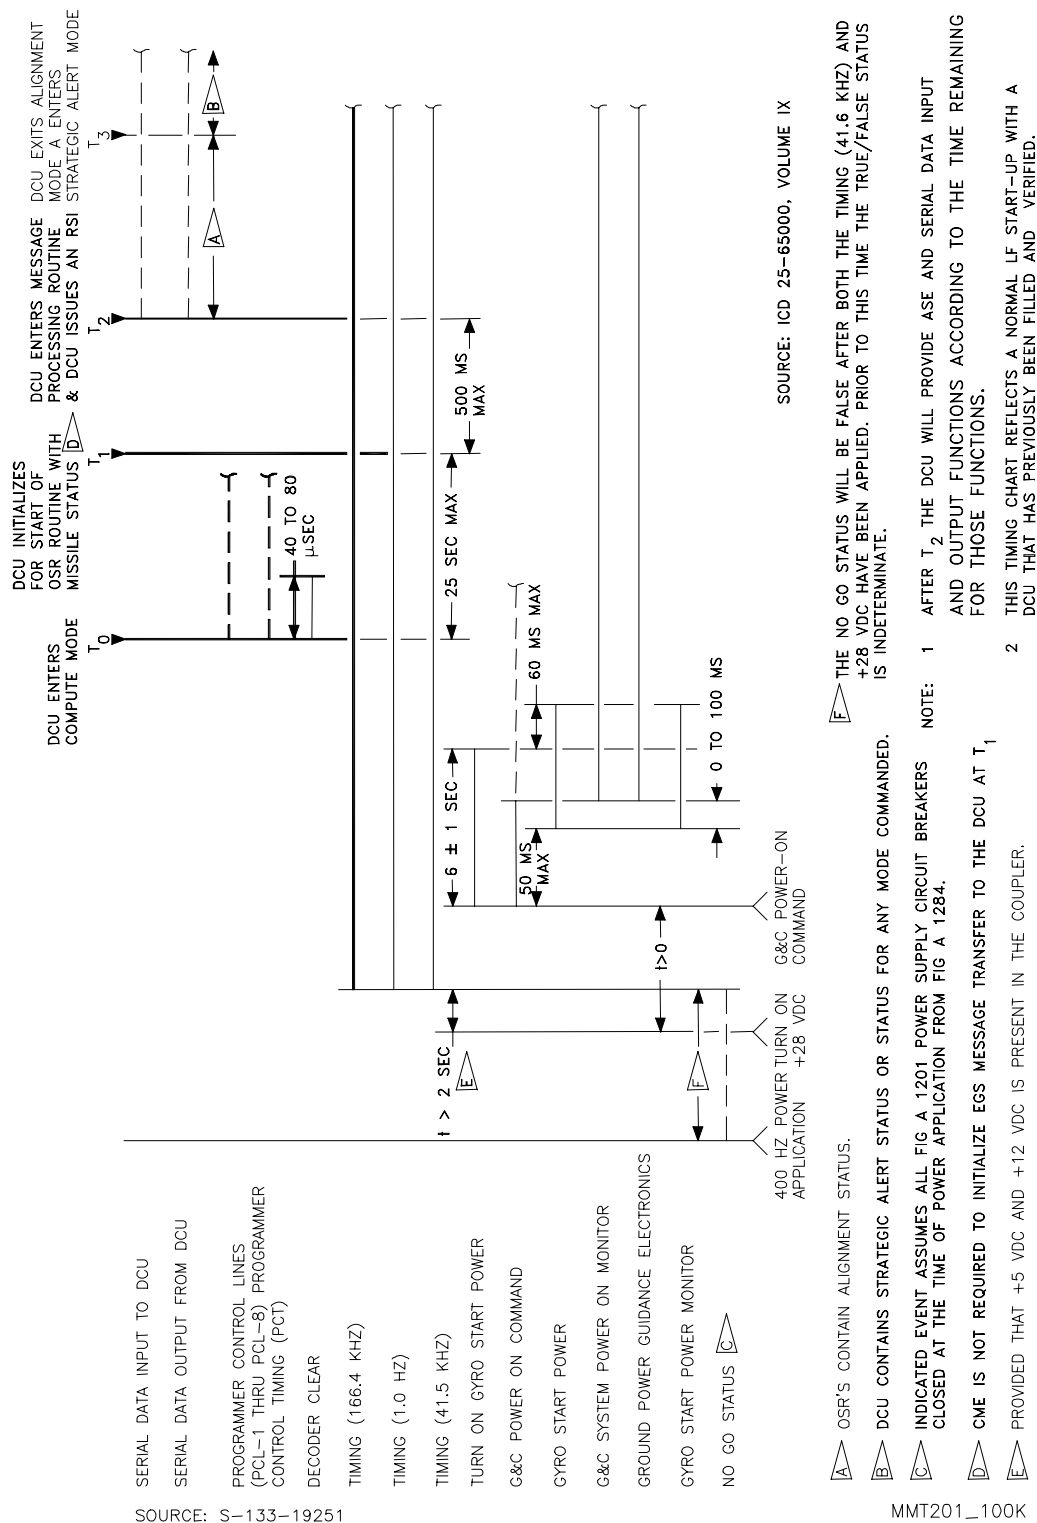 DCU ENTERS
COMPUTE MODE
T0
DCU INITIALIZES
FOR START OF
OSR ROUTINE WITH
MISSILE STATUS D
T1
DCU ENTERS MESSAGE
PROCESSING ROUTINE
& DCU ISSUES AN RSI
T2
DCU EXITS ALIGNMENT
MODE A ENTERS
STRATEGIC ALERT MODE
T3
SERIAL DATA INPUT TO DCU
SERIAL DATA OUTPUT FROM DCU
A
B
PROGRAMMER CONTROL LINES
(PCL-1 THRU PCL-8) PROGRAMMER
CONTROL TIMING (PCT)
DECODER CLEAR
40 TO 80
µSEC
TIMING (166.4 KHZ)
TIMING (1.0 HZ)
TIMING (41.5 KHZ)
t > 2 SEC
E
6 ± 1 SEC
25 SEC MAX
500 MS
MAX
TURN ON GYRO START POWER
G&C POWER ON COMMAND
50 MS
MAX
60 MS MAX
GYRO START POWER
G&C SYSTEM POWER ON MONITOR
GROUND POWER GUIDANCE ELECTRONICS
t>0
GYRO START POWER MONITOR
F
0 TO 100 MS
NO GO STATUS C
400 HZ POWER TURN ON
APPLICATION +28 VDC
G&C POWER-ON
COMMAND
SOURCE: ICD 25-65000, VOLUME IX
A OSR'S CONTAIN ALIGNMENT STATUS.
B DCU CONTAINS STRATEGIC ALERT STATUS OR STATUS FOR ANY MODE COMMANDED.
C INDICATED EVENT ASSUMES ALL FIG A 1201 POWER SUPPLY CIRCUIT BREAKERS
CLOSED AT THE TIME OF POWER APPLICATION FROM FIG A 1284.
D CME IS NOT REQUIRED TO INITIALIZE EGS MESSAGE TRANSFER TO THE DCU AT T1
E PROVIDED THAT +5 VDC AND +12 VDC IS PRESENT IN THE COUPLER.
F THE NO GO STATUS WILL BE FALSE AFTER BOTH THE TIMING (41.6 KHZ) AND
+28 VDC HAVE BEEN APPLIED. PRIOR TO THIS TIME THE TRUE/FALSE STATUS
IS INDETERMINATE.
NOTE: 1 AFTER T2 THE DCU WILL PROVIDE ASE AND SERIAL DATA INPUT
AND OUTPUT FUNCTIONS ACCORDING TO THE TIME REMAINING
FOR THOSE FUNCTIONS.
2 THIS TIMING CHART REFLECTS A NORMAL LF START-UP WITH A
DCU THAT HAS PREVIOUSLY BEEN FILLED AND VERIFIED.
SOURCE: S-133-19251
MMT201_100K